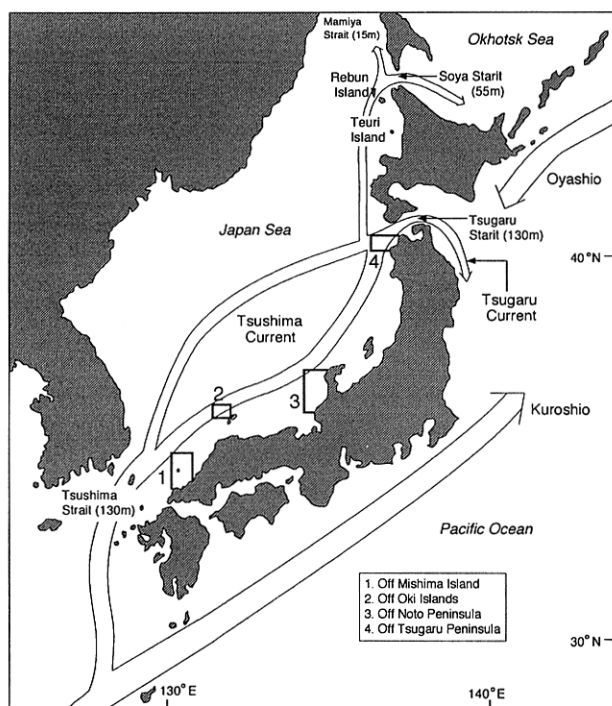 Mamiya
Strait (15m)
Okhotsk Sea
Rebun
Island
Soya Starit
(55m)
Teuri
Island
Oyashio
Japan Sea
Tsugaru
Starit (130m)
4
40°N
Tsugaru
Current
Tsushima
Current
2
3
Kuroshio
1
Tsushima
Strait (130m)
Pacific Ocean
1. Off Mishima Island
2. Off Oki Islands
3. Off Noto Peninsula
4. Off Tsugaru Peninsula
30°N
130°E
140°E